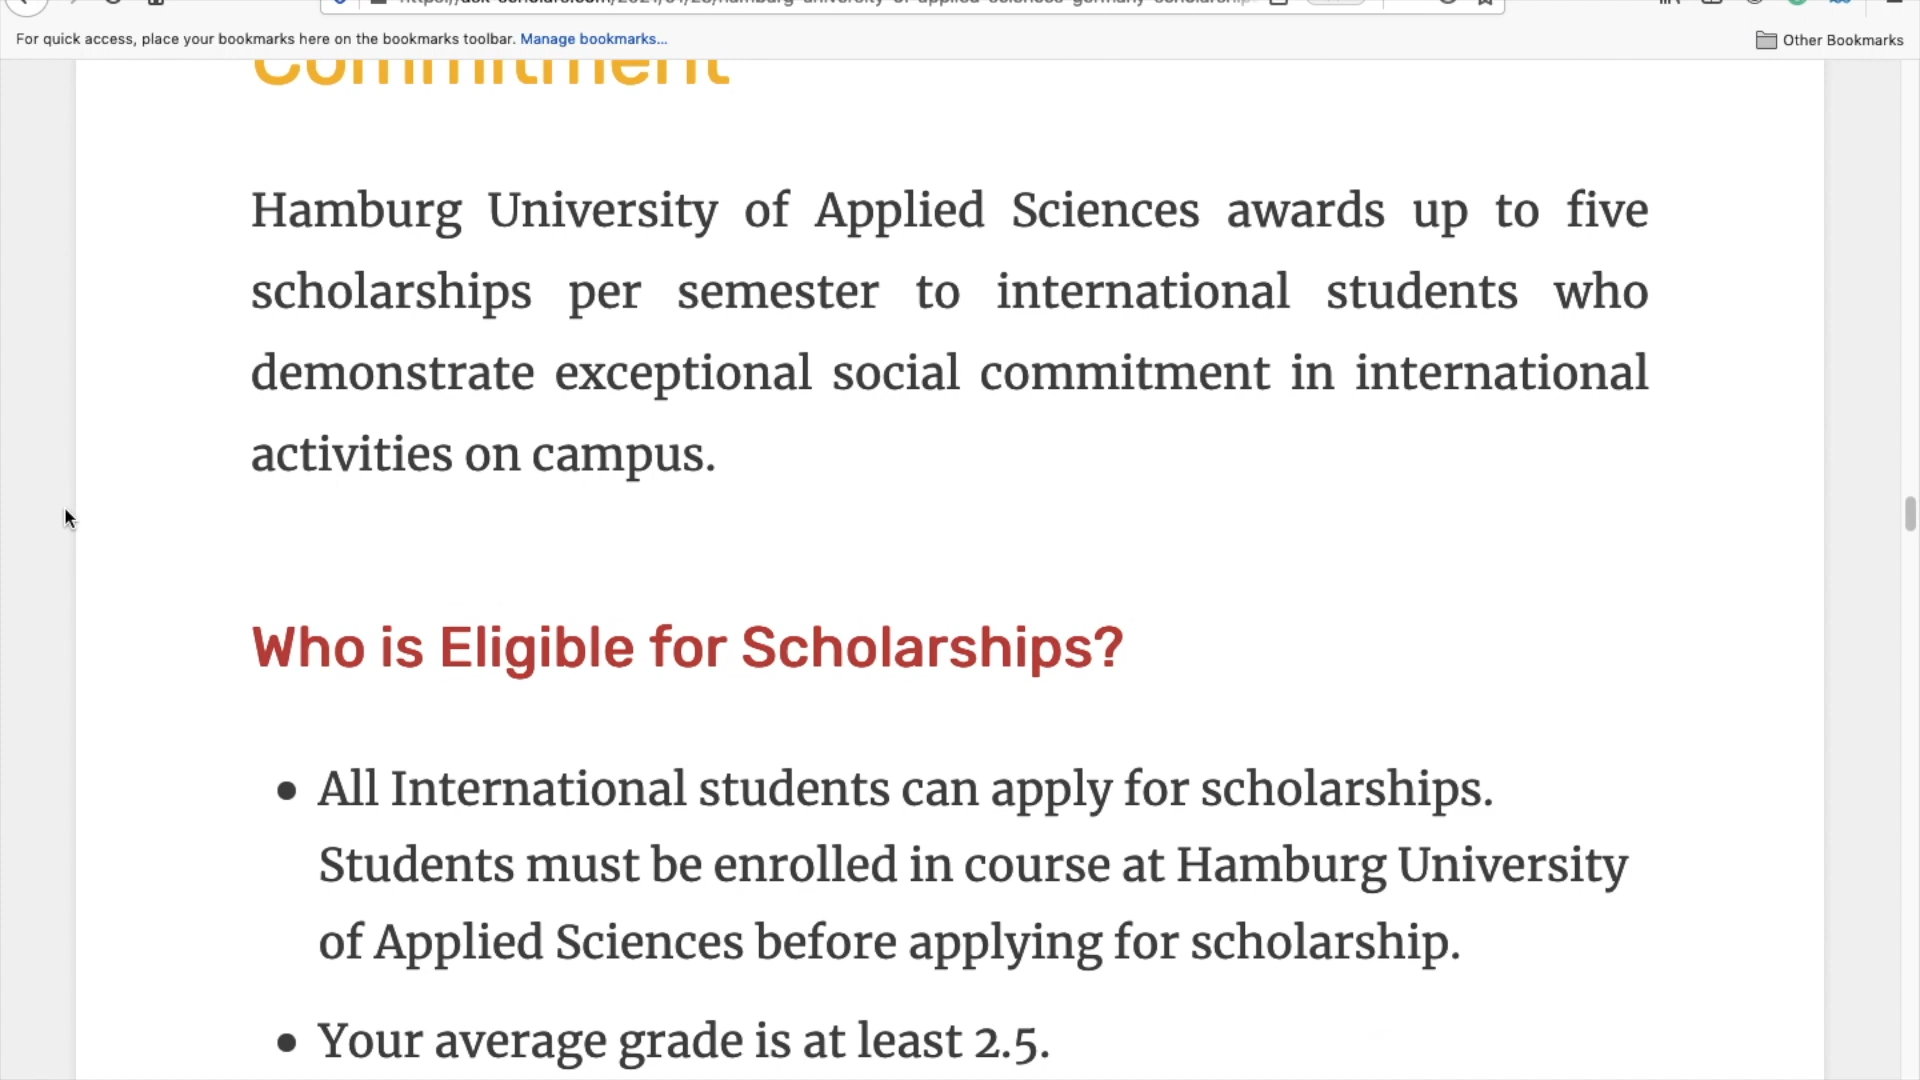 For quick access, place your bookmarks here on the bookmarks toolbar. Manage bookmarks...
Other Bookmarks
Commitment
Hamburg University of Applied Sciences awards up to five
scholarships per semester to international students who
demonstrate exceptional social commitment in international
activities on campus.
Who is Eligible for Scholarships?
All International students can apply for scholarships.
Students must be enrolled in course at Hamburg University
of Applied Sciences before applying for scholarship.
Your average grade is at least 2.5.